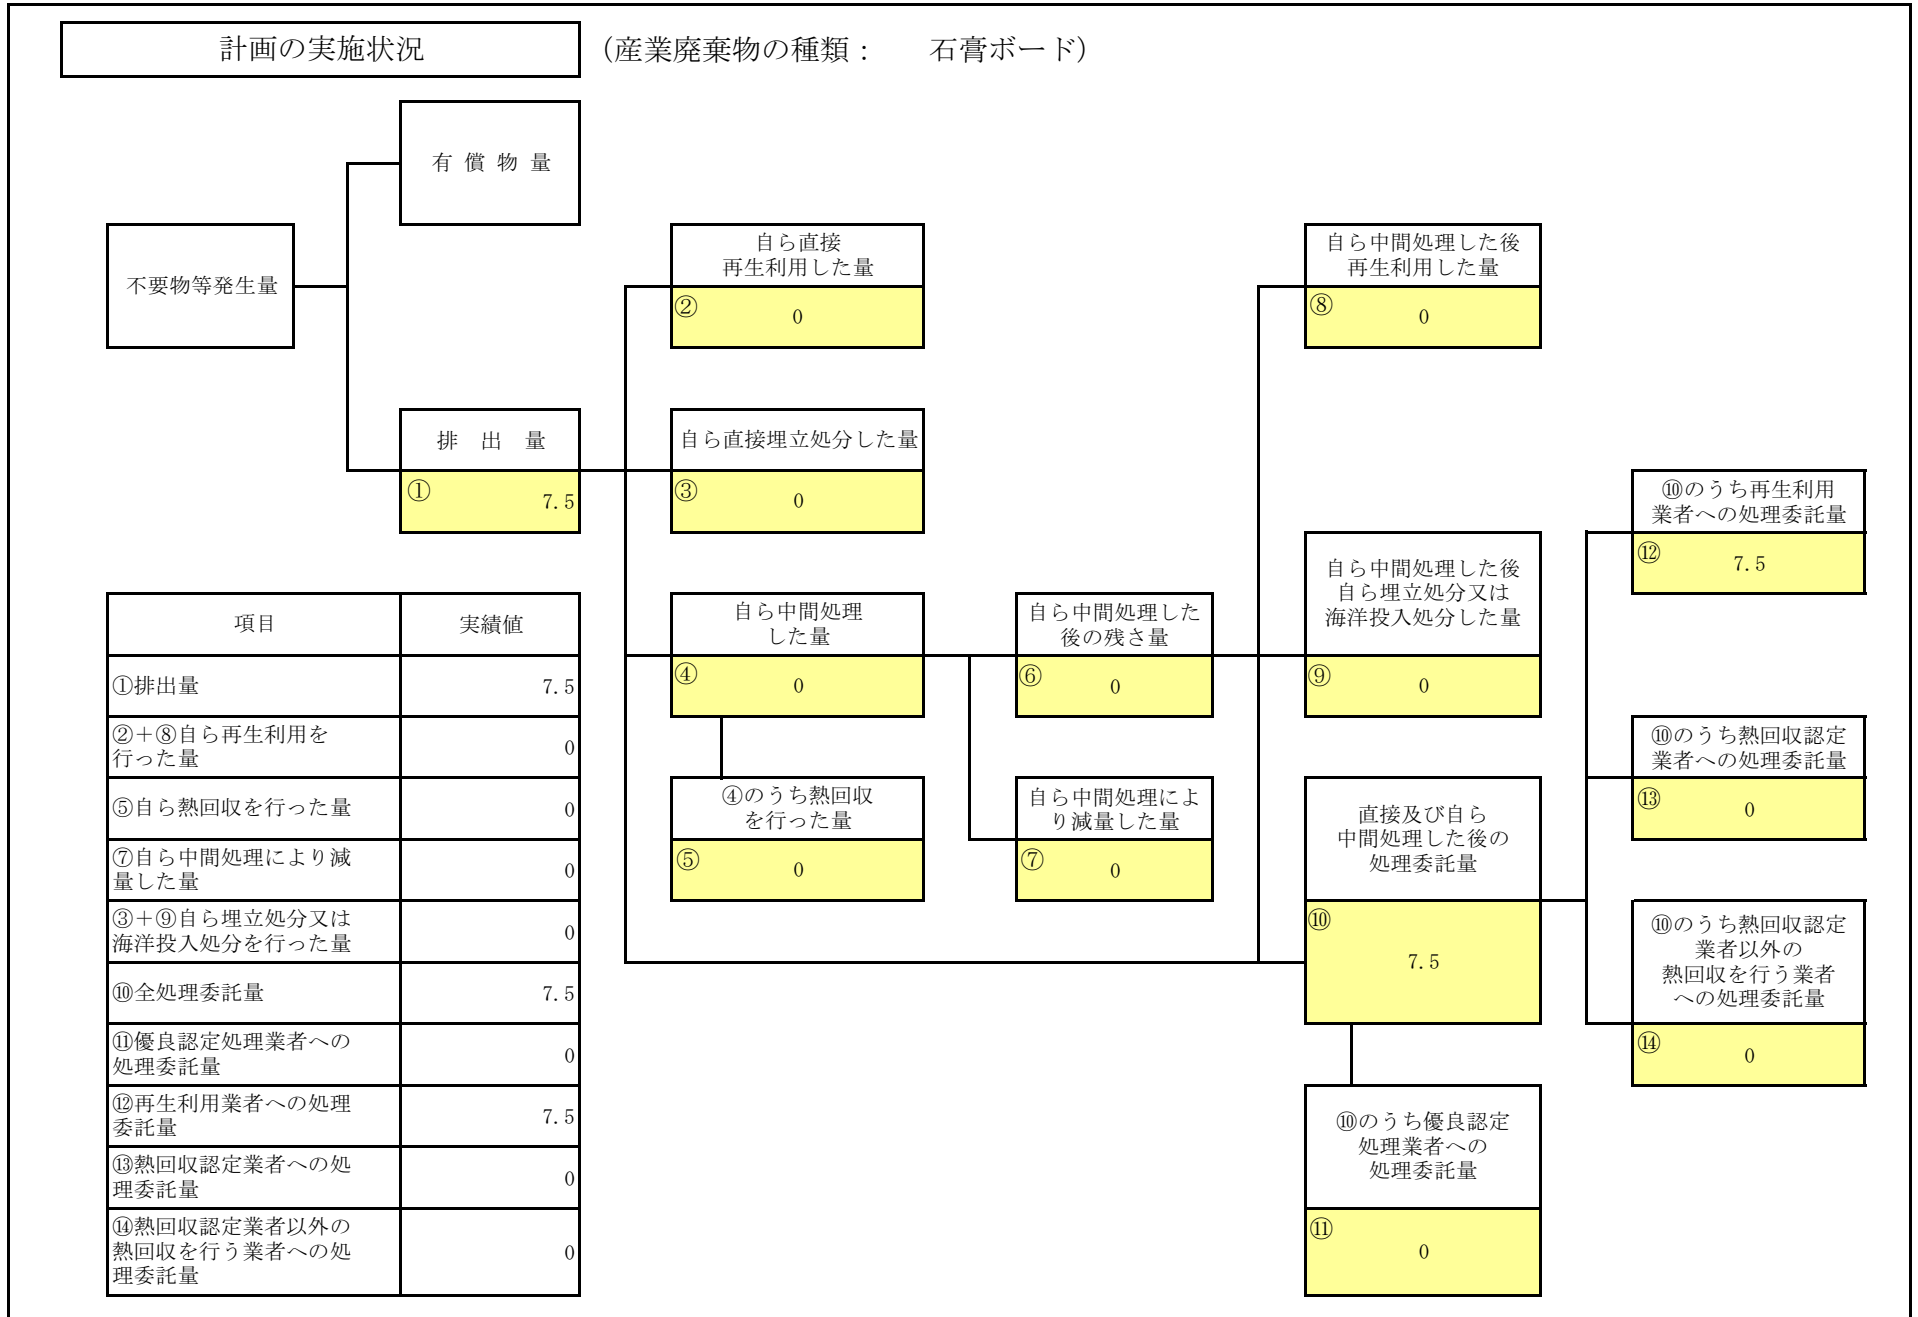 計画の実施状況
（産業廃棄物の種類：　　石膏ボード）
有 償 物 量
不要物等発生量
自ら直接
再生利用した量
②
0
自ら中間処理した後
再生利用した量
⑧
0
排　出　量
①
7.5
自ら直接埋立処分した量
③
0
⑩のうち再生利用
業者への処理委託量
⑫
7.5
自ら中間処理した後
自ら埋立処分又は
海洋投入処分した量
⑨
0
自ら中間処理
した量
④
0
自ら中間処理した
後の残さ量
⑥
0
④のうち熱回収
を行った量
⑤
0
自ら中間処理によ
り減量した量
⑦
0
直接及び自ら
中間処理した後の
処理委託量
⑩
7.5
⑩のうち熱回収認定
業者への処理委託量
⑬
0
⑩のうち熱回収認定
業者以外の
熱回収を行う業者
への処理委託量
⑭
0
⑩のうち優良認定
処理業者への
処理委託量
⑪
0
項目　実績値
①排出量　7.5
②＋⑧自ら再生利用を
行った量
0
⑤自ら熱回収を行った量　0
⑦自ら中間処理により減
量した量
0
③＋⑨自ら埋立処分又は
海洋投入処分を行った量
0
⑩全処理委託量　7.5
⑪優良認定処理業者への
処理委託量
0
⑫再生利用業者への処理
委託量
7.5
⑬熱回収認定業者への処
理委託量
0
⑭熱回収認定業者以外の
熱回収を行う業者への処
理委託量
0